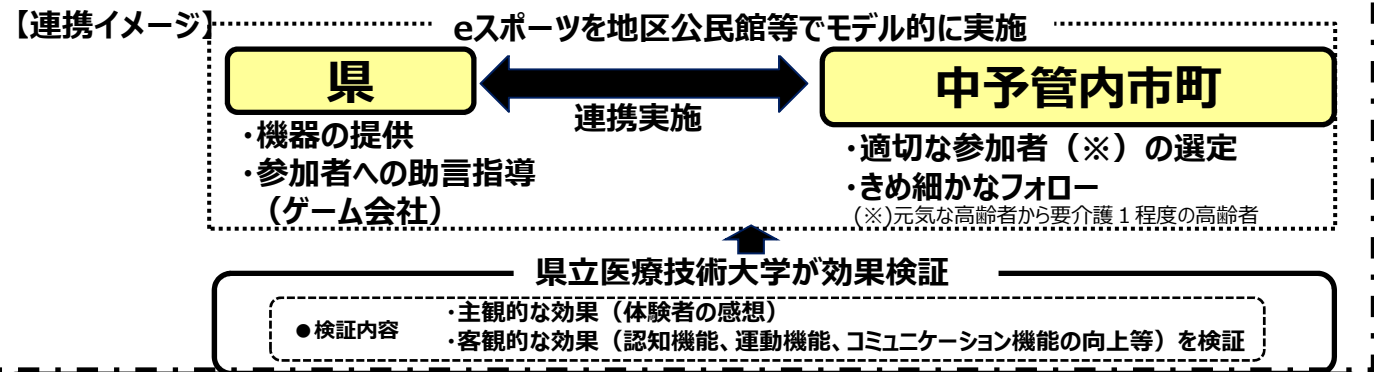 【連携イメージ】
eスポーツを地区公民館等でモデル的に実施
県
中予管内市町
連携実施
・機器の提供
・参加者への助言指導
（ゲーム会社）
・適切な参加者（※）の選定
・きめ細かなフォロー
(※)元気な高齢者から要介護１程度の高齢者
県立医療技術大学が効果検証
●検証内容
・主観的な効果（体験者の感想）
・客観的な効果（認知機能、運動機能、コミュニケーション機能の向上等）を検証